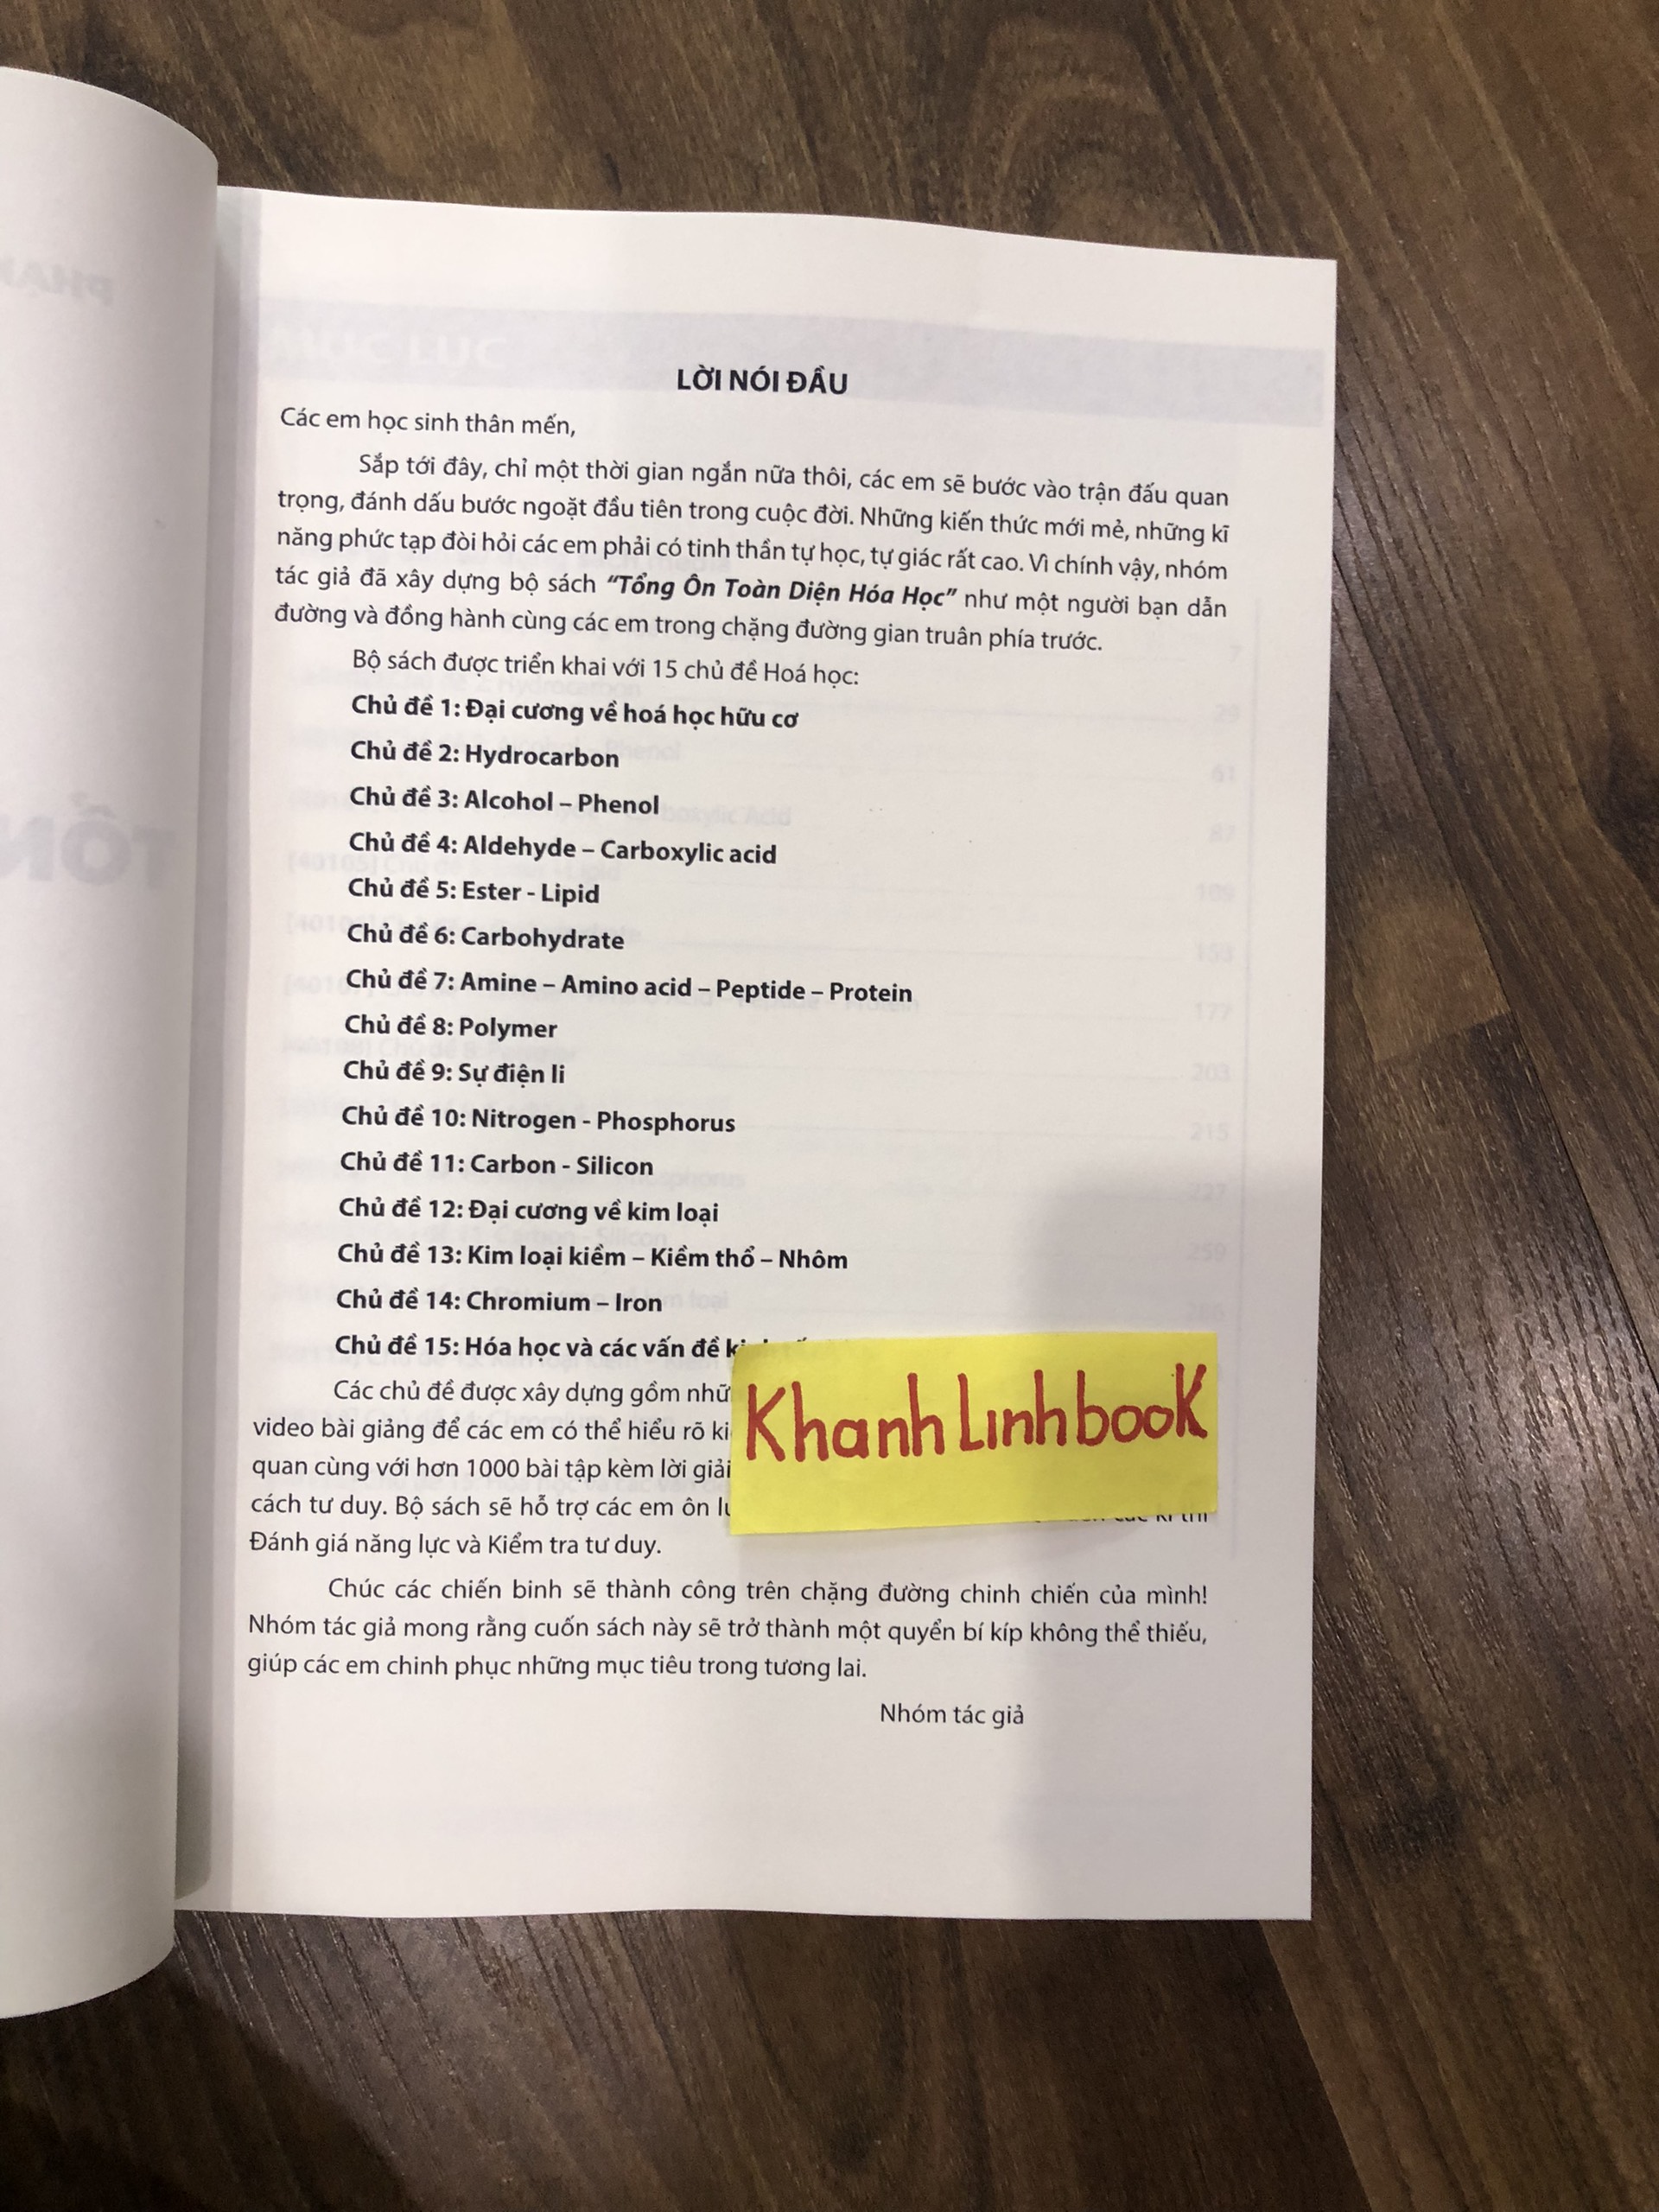 LỜI NÓI ĐẦU
Các em học sinh thân mến,
Sắp tới đây, chỉ một thời gian ngắn nữa thôi, các em sẽ bước vào trận đấu quan
trọng, đánh dấu bước ngoặt đầu tiên trong cuộc đời. Những kiến thức mới mẻ, những kĩ
năng phức tạp đòi hỏi các em phải có tinh thần tự học, tự giác rất cao. Vì chính vậy, nhóm
tác giả đã xây dựng bộ sách “Tổng Ôn Toàn Diện Hóa Học” như một người bạn dẫn
đường và đồng hành cùng các em trong chặng đường gian truân phía trước.
Bộ sách được triển khai với 15 chủ đề Hoá học:
Chủ đề 1: Đại cương về hoá học hữu cơ
Chủ đề 2: Hydrocarbon
Chủ đề 3: Alcohol – Phenol
Chủ đề 4: Aldehyde – Carboxylic acid
Chủ đề 5: Ester - Lipid
Chủ đề 6: Carbohydrate
Chủ đề 7: Amine – Amino acid – Peptide – Protein
Chủ đề 8: Polymer
Chủ đề 9: Sự điện li
Chủ đề 10: Nitrogen - Phosphorus
Chủ đề 11: Carbon - Silicon
Chủ đề 12: Đại cương về kim loại
Chủ đề 13: Kim loại kiềm – Kiềm thổ – Nhôm
Chủ đề 14: Chromium – Iron
Chủ đề 15: Hóa học và các vấn đề
Các chủ đề được xây dựng gồm
video bài giảng để các em có thể hiểu rõ
quan cùng với hơn 1000 bài tập kèm lời giải
cách tư duy. Bộ sách sẽ hỗ trợ các em ôn
Khanh Linh book
kì thi
Đánh giá năng lực và Kiểm tra tư duy.
Chúc các chiến binh sẽ thành công trên chặng đường chinh chiến của mình!
Nhóm tác giả mong rằng cuốn sách này sẽ trở thành một quyển bí kíp không thể thiếu,
giúp các em chinh phục những mục tiêu trong tương lai.
Nhóm tác giả